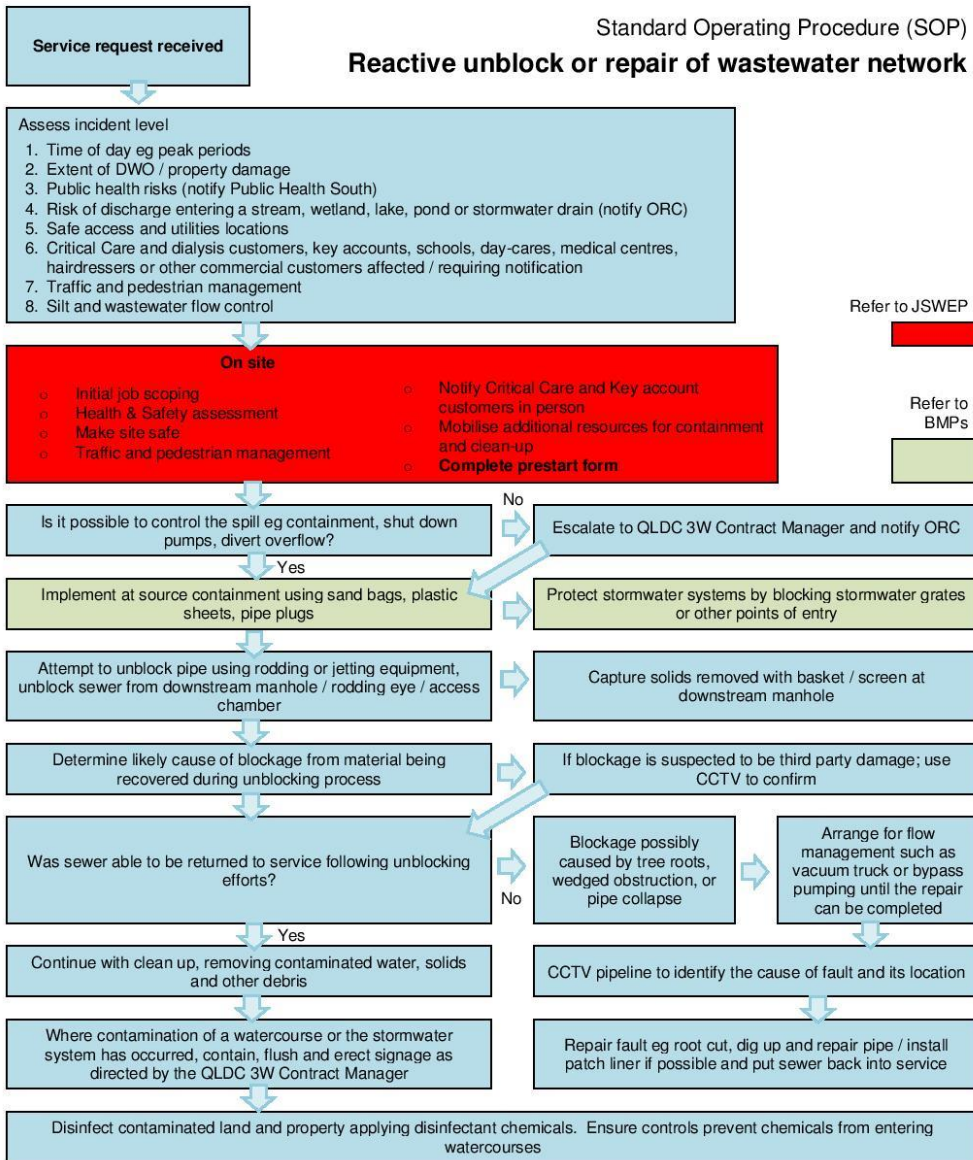 Standard Operating Procedure (SOP)
Reactive unblock or repair of wastewater network
Service request received
Assess incident level
1. Time of day eg peak periods
2. Extent of DWO / property damage
3. Public health risks (notify Public Health South)
4. Risk of discharge entering a stream, wetland, lake, pond or stormwater drain (notify ORC)
5. Safe access and utilities locations
6. Critical Care and dialysis customers, key accounts, schools, day-cares, medical centres,
hairdressers or other commercial customers affected / requiring notification
7. Traffic and pedestrian management
8. Silt and wastewater flow control
Refer to JSWEP
On site
o Initial job scoping
o Health & Safety assessment
o Make site safe
o Traffic and pedestrian management
o Notify Critical Care and Key account
customers in person
o Mobilise additional resources for containment
and clean-up
o Complete prestart form
Refer to
BMPs
Is it possible to control the spill eg containment, shut down
pumps, divert overflow?
No
Escalate to QLDC 3W Contract Manager and notify ORC
Yes
Implement at source containment using sand bags, plastic
sheets, pipe plugs
Protect stormwater systems by blocking stormwater grates
or other points of entry
Attempt to unblock pipe using rodding or jetting equipment,
unblock sewer from downstream manhole / rodding eye / access
chamber
Capture solids removed with basket / screen at
downstream manhole
Determine likely cause of blockage from material being
recovered during unblocking process
If blockage is suspected to be third party damage; use
CCTV to confirm
Was sewer able to be returned to service following unblocking
efforts?
No
Blockage possibly
caused by tree roots,
wedged obstruction, or
pipe collapse
Arrange for flow
management such as
vacuum truck or bypass
pumping until the repair
can be completed
Yes
Continue with clean up, removing contaminated water, solids
and other debris
CCTV pipeline to identify the cause of fault and its location
Where contamination of a watercourse or the stormwater
system has occurred, contain, flush and erect signage as
directed by the QLDC 3W Contract Manager
Repair fault eg root cut, dig up and repair pipe / install
patch liner if possible and put sewer back into service
Disinfect contaminated land and property applying disinfectant chemicals. Ensure controls prevent chemicals from entering
watercourses